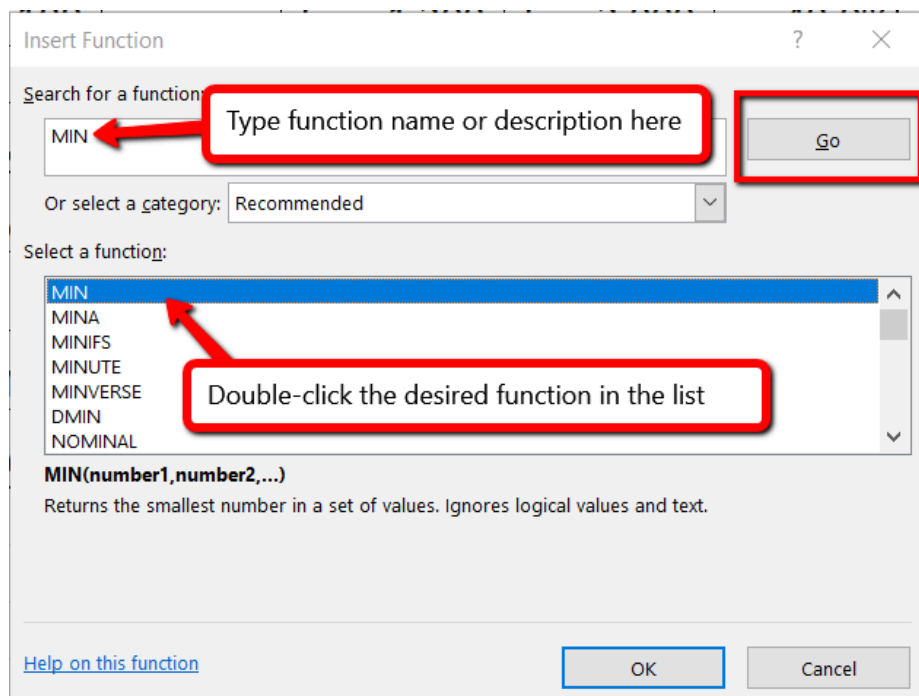 Insert Function
?
Search for a function:
MIN
Type function name or description here
Go
Or select a category:
Recommended
Select a function:
MIN
MINA
MINIFS
MINUTE
MINVERSE
DMIN
NOMINAL
Double-click the desired function in the list
MIN(number1,number2,...)
Returns the smallest number in a set of values. Ignores logical values and text.
Help on this function
OK
Cancel